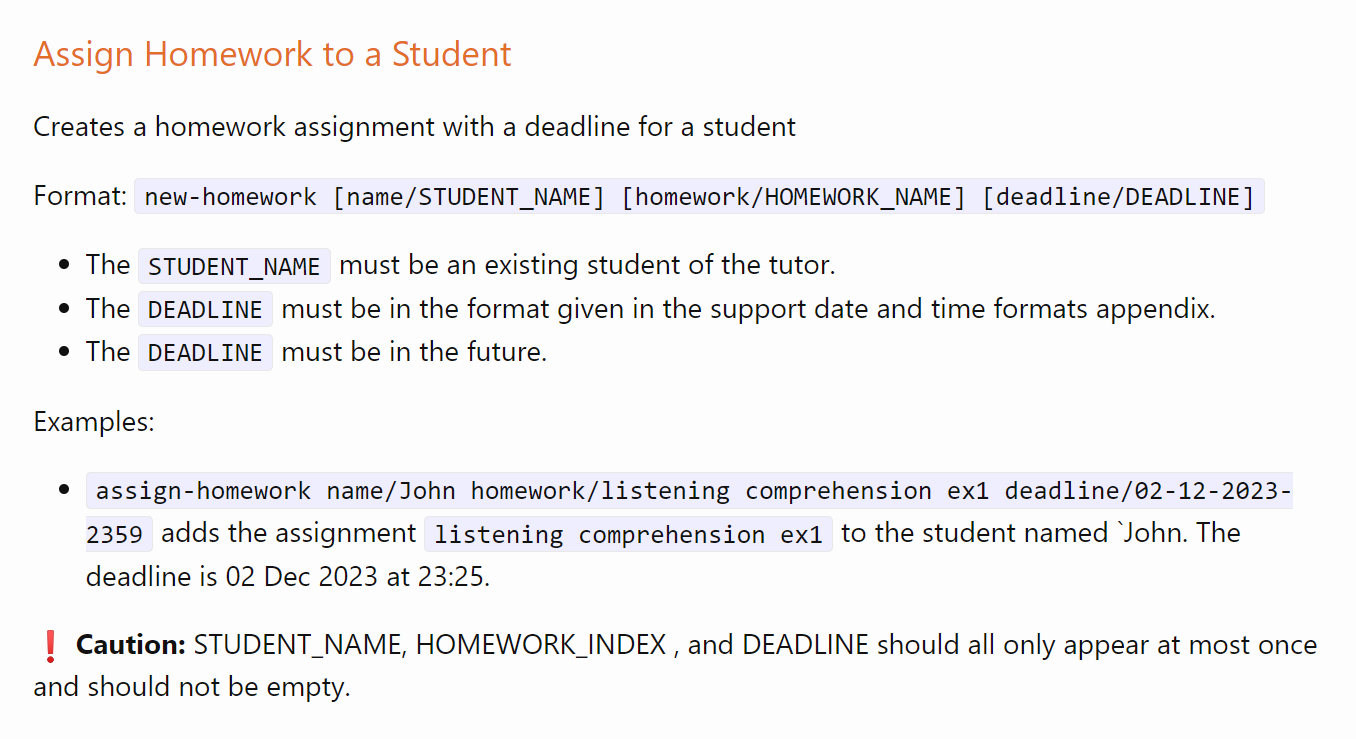 Assign Homework to a Student
Creates a homework assignment with a deadline for a student
Format: new-homework [name/STUDENT_NAME] [homework/HOMEWORK_NAME] [deadline/DEADLINE]
• The STUDENT_NAME must be an existing student of the tutor.
• The DEADLINE must be in the format given in the support date and time formats appendix.
• The DEADLINE must be in the future.
Examples:
• assign-homework name/John homework/listening comprehension ex1 deadline/02-12-2023-
2359 adds the assignment listening comprehension ex1 to the student named `John. The
deadline is 02 Dec 2023 at 23:25.
❗ Caution: STUDENT_NAME, HOMEWORK_INDEX , and DEADLINE should all only appear at most once
and should not be empty.